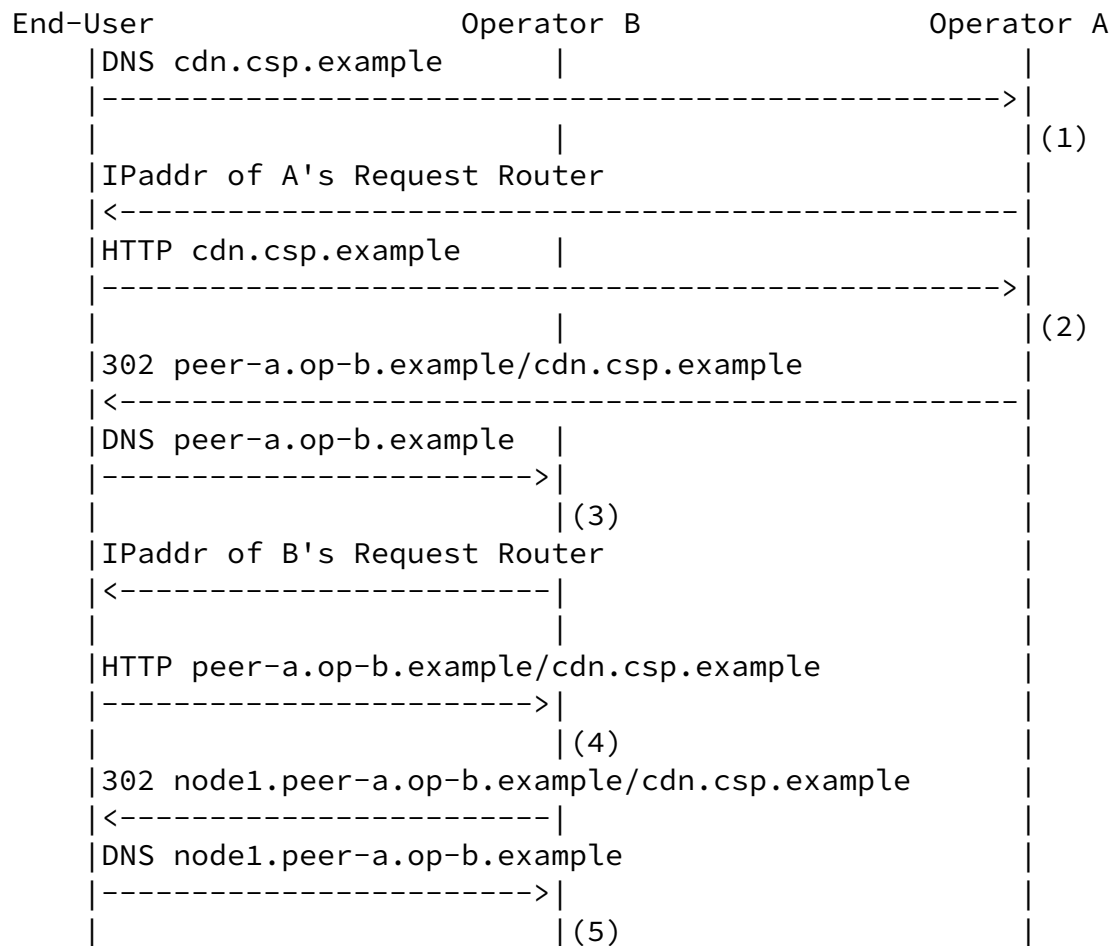 End-User Operator B Operator A
|DNS cdn.csp.example | |
|-------------------------------------------------->|
| | |(1)
|IPaddr of A's Request Router |
|<--------------------------------------------------|
|HTTP cdn.csp.example | |
|-------------------------------------------------->|
| | |(2)
|302 peer-a.op-b.example/cdn.csp.example |
|<--------------------------------------------------|
|DNS peer-a.op-b.example | |
|------------------------>| |
| |(3) |
|IPaddr of B's Request Router |
|<------------------------| |
| | |
|HTTP peer-a.op-b.example/cdn.csp.example |
|------------------------>| |
| |(4) |
|302 node1.peer-a.op-b.example/cdn.csp.example |
|<------------------------| |
|DNS node1.peer-a.op-b.example |
|------------------------>| |
| |(5) |